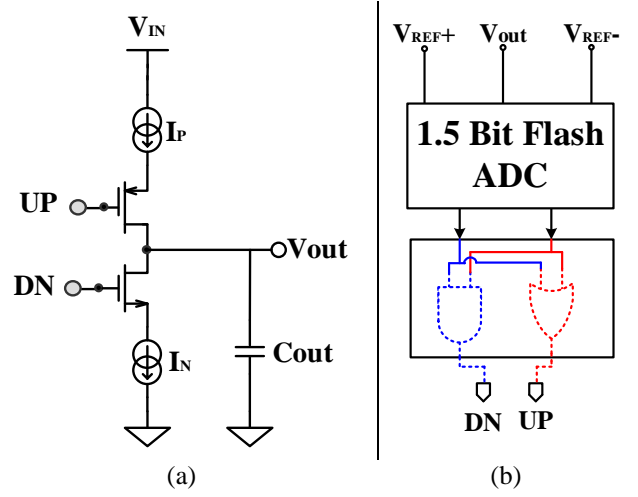 VIN
IP
UP
Vout
DN
Cout
IN
(a)
VREF+ Vout VREF-
1.5 Bit Flash
ADC
DN UP
(b)